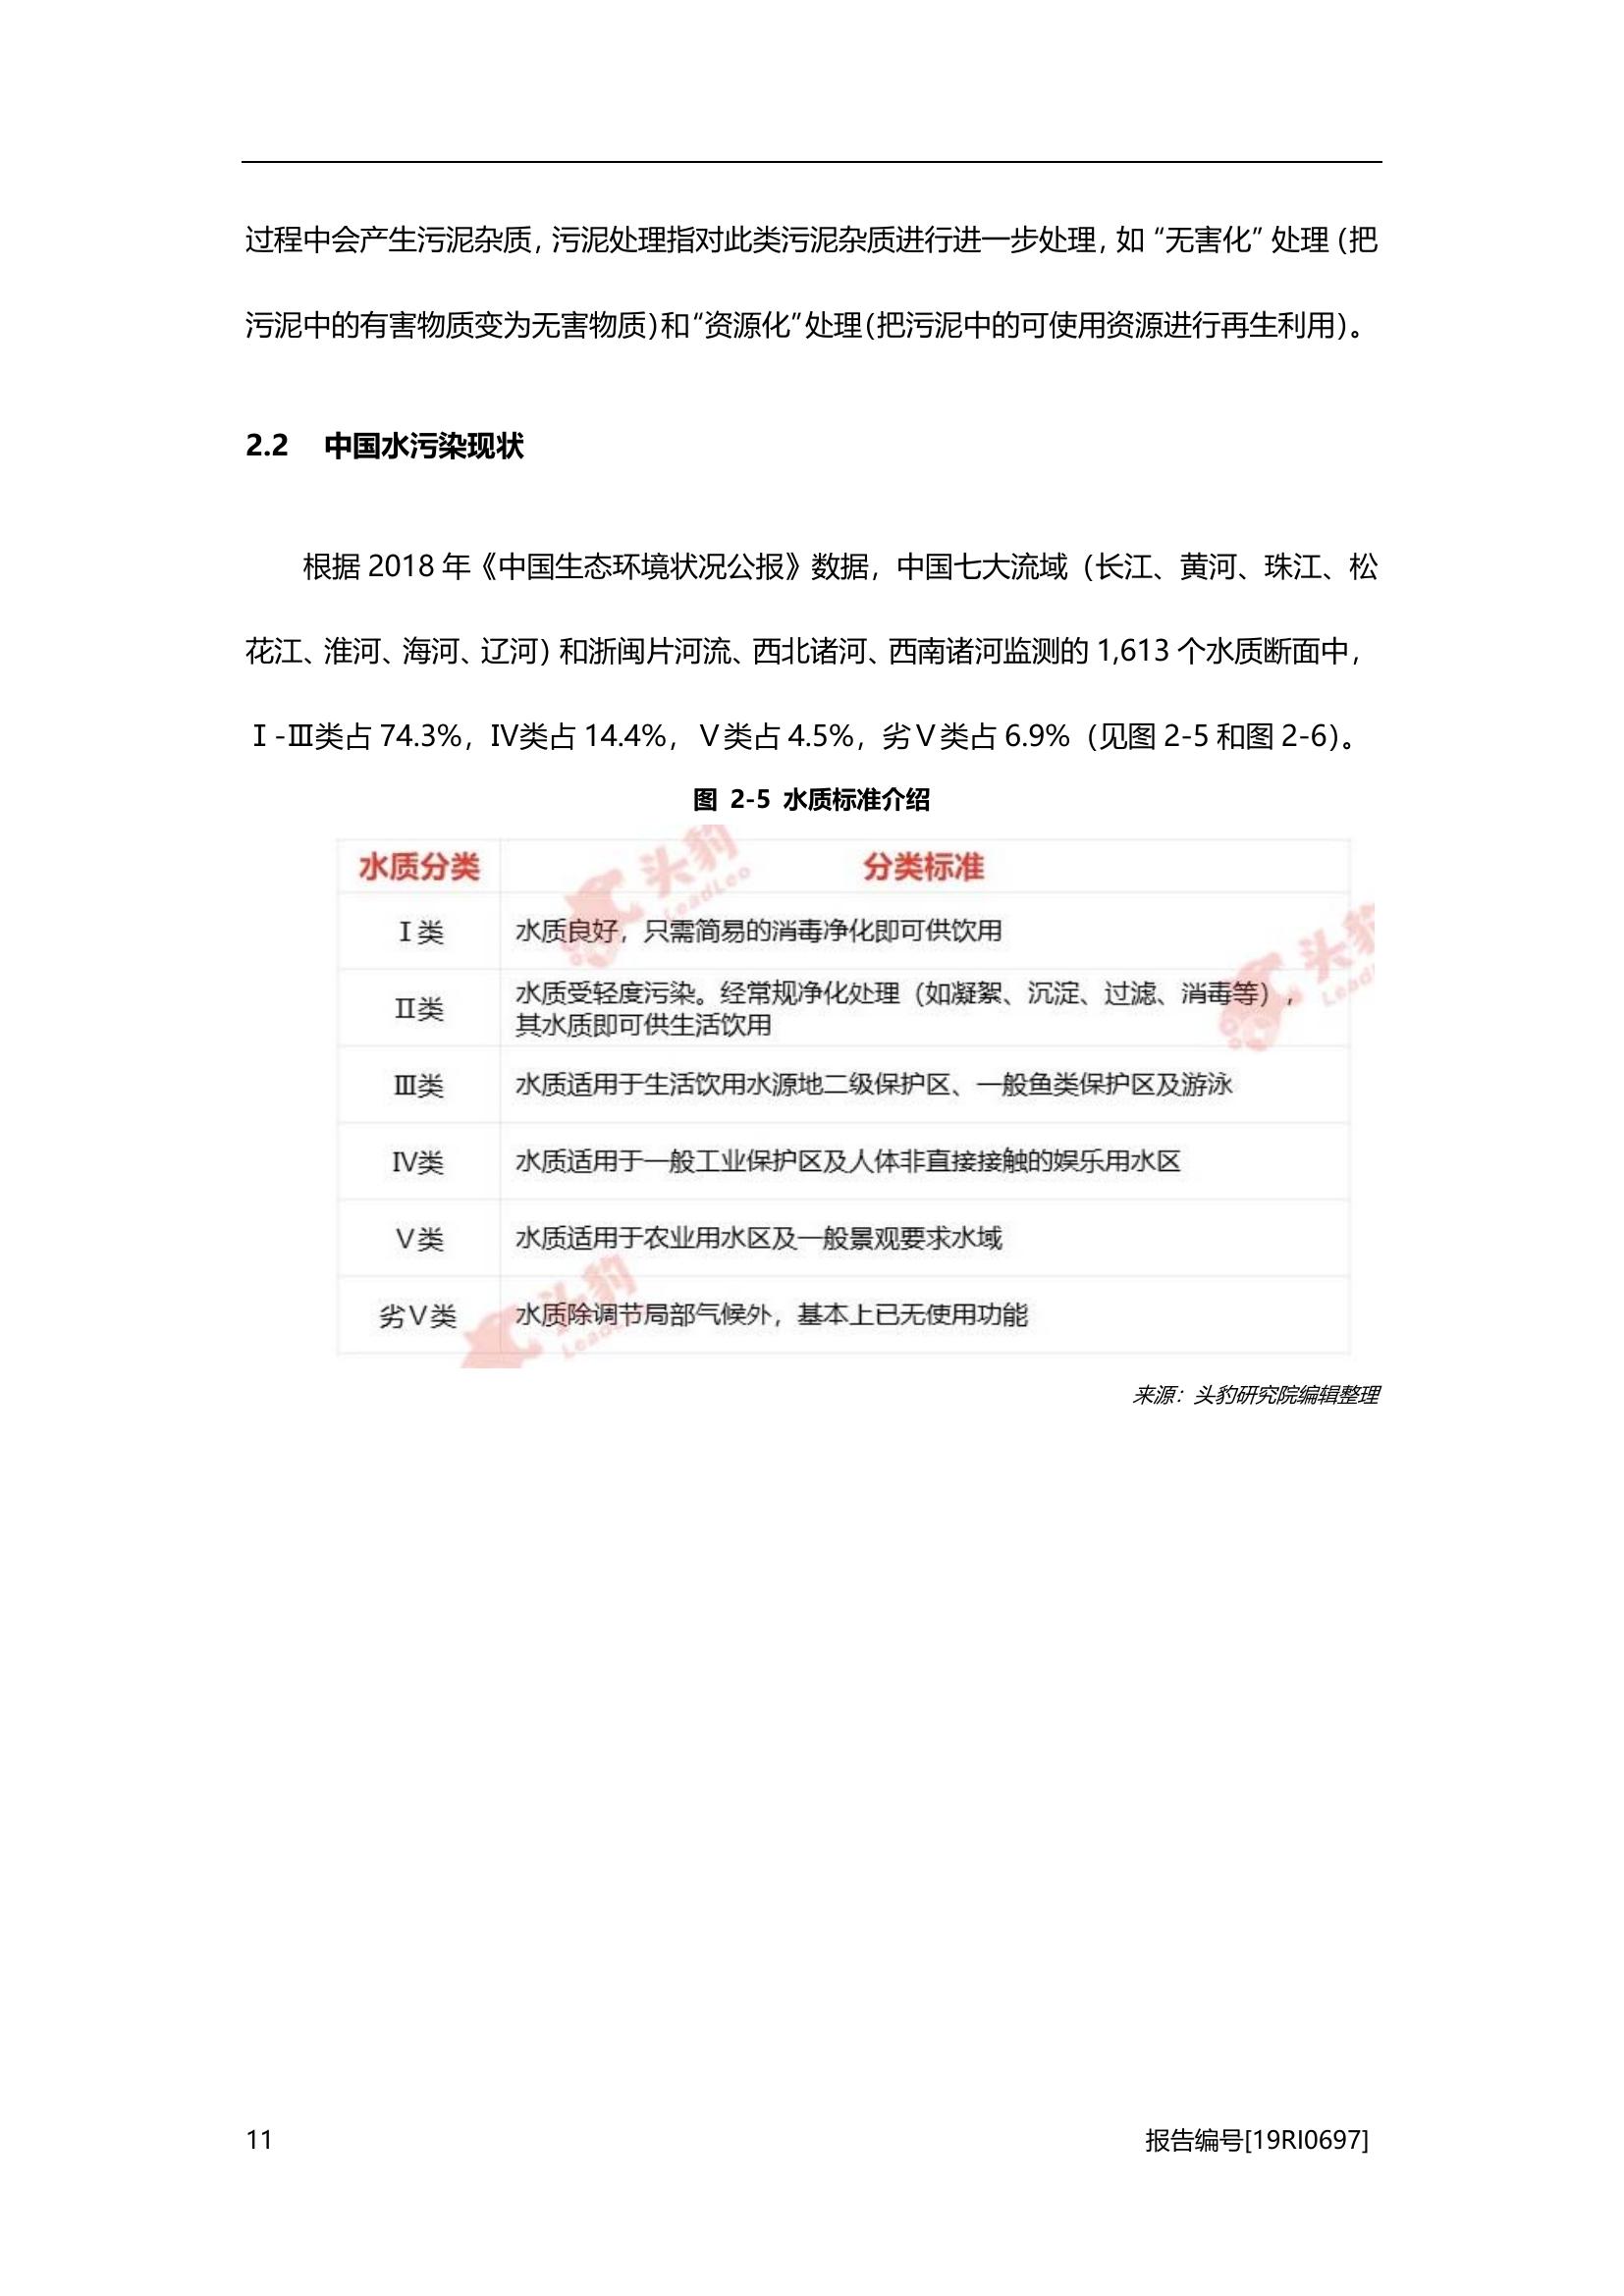 过程中会产生污泥杂质，污泥处理指对此类污泥杂质进行进一步处理，如“无害化”处理（把
污泥中的有害物质变为无害物质）和“资源化”处理（把污泥中的可使用资源进行再生利用）。
2.2 中国水污染现状
根据 2018 年《中国生态环境状况公报》数据，中国七大流域（长江、黄河、珠江、松
花江、淮河、海河、辽河）和浙闽片河流、西北诸河、西南诸河监测的 1,613 个水质断面中，
Ⅰ-Ⅲ类占 74.3%，Ⅳ类占 14.4%，Ⅴ类占 4.5%，劣Ⅴ类占 6.9%（见图 2-5 和图 2-6）。
图 2-5 水质标准介绍
水质分类 分类标准
Ⅰ类 水质良好，只需简易的消毒净化即可供饮用
Ⅱ类 水质受轻度污染。经常规净化处理（如凝絮、沉淀、过滤、消毒等），
其水质即可供生活饮用
Ⅲ类 水质适用于生活饮用水源地二级保护区、一般鱼类保护区及游泳
Ⅳ类 水质适用于一般工业保护区及人体非直接接触的娱乐用水区
Ⅴ类 水质适用于农业用水区及一般景观要求水域
劣Ⅴ类 水质除调节局部气候外，基本上已无使用功能
头豹
LeadLeo
头豹
Lead
头豹
Lead
来源：头豹研究院编辑整理
11 报告编号[19RI0697]